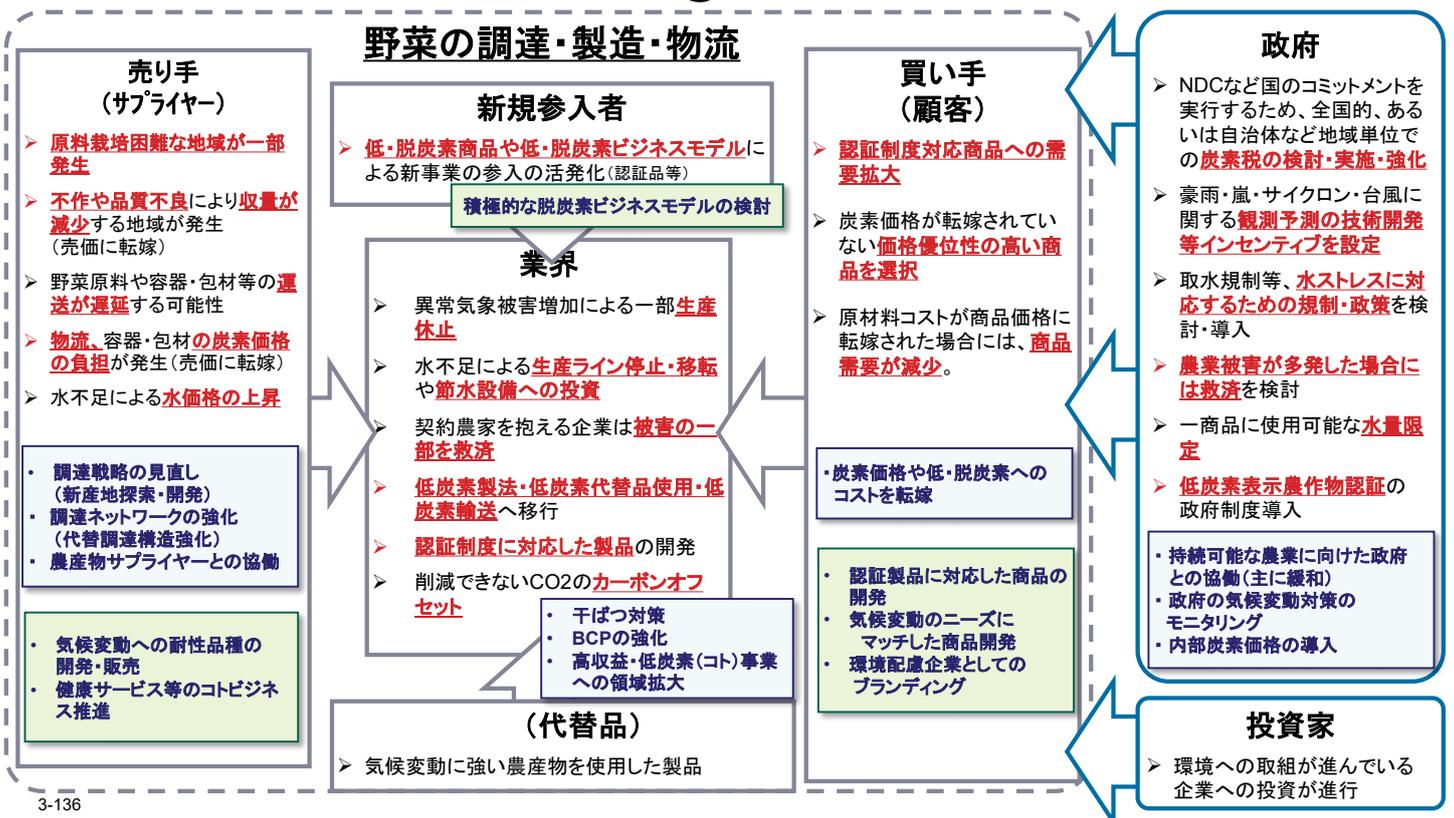 野菜の調達・製造・物流
売り手
（サプライヤー）
➢ 原料栽培困難な地域が一部
発生
➢ 不作や品質不良により収量が
減少する地域が発生
（売価に転嫁）
➢ 野菜原料や容器・包材等の運
送が遅延する可能性
➢ 物流、容器・包材の炭素価格
の負担が発生（売価に転嫁）
➢ 水不足による水価格の上昇
・ 調達戦略の見直し
（新産地探索・開発）
・ 調達ネットワークの強化
（代替調達構造強化）
・ 農産物サプライヤーとの協働
・ 気候変動への耐性品種の
開発・販売
・ 健康サービス等のコトビジネ
ス推進
新規参入者
➢ 低・脱炭素商品や低・脱炭素ビジネスモデルに
よる新事業の参入の活発化（認証品等）
積極的な脱炭素ビジネスモデルの検討
業界
➢ 異常気象被害増加による一部生産
休止
➢ 水不足による生産ライン停止・移転
や節水設備への投資
➢ 契約農家を抱える企業は被害の一
部を救済
➢ 低炭素製法・低炭素代替品使用・低
炭素輸送へ移行
➢ 認証制度に対応した製品の開発
➢ 削減できないCO2のカーボンオフ
セット
・ 干ばつ対策
・ BCPの強化
・ 高収益・低炭素（コト）事業
への領域拡大
（代替品）
➢ 気候変動に強い農産物を使用した製品
買い手
（顧客）
➢ 認証制度対応商品への需
要拡大
➢ 炭素価格が転嫁されてい
ない価格優位性の高い商
品を選択
➢ 原材料コストが商品価格に
転嫁された場合には、商品
需要が減少。
・炭素価格や低・脱炭素への
コストを転嫁
・ 認証製品に対応した商品の
開発
・ 気候変動のニーズに
マッチした商品開発
・ 環境配慮企業としての
ブランディング
政府
➢ NDCなど国のコミットメントを
実行するため、全国的、ある
いは自治体など地域単位で
の炭素税の検討・実施・強化
➢ 豪雨・嵐・サイクロン・台風に
関する観測予測の技術開発
等インセンティブを設定
➢ 取水規制等、水ストレスに対
応するための規制・政策を検
討・導入
➢ 農業被害が多発した場合に
は救済を検討
➢ 一商品に使用可能な水量限
定
➢ 低炭素表示農作物認証の
政府制度導入
・持続可能な農業に向けた政府
との協働（主に緩和）
・政府の気候変動対策の
モニタリング
・内部炭素価格の導入
投資家
➢ 環境への取組が進んでいる
企業への投資が進行
3-136